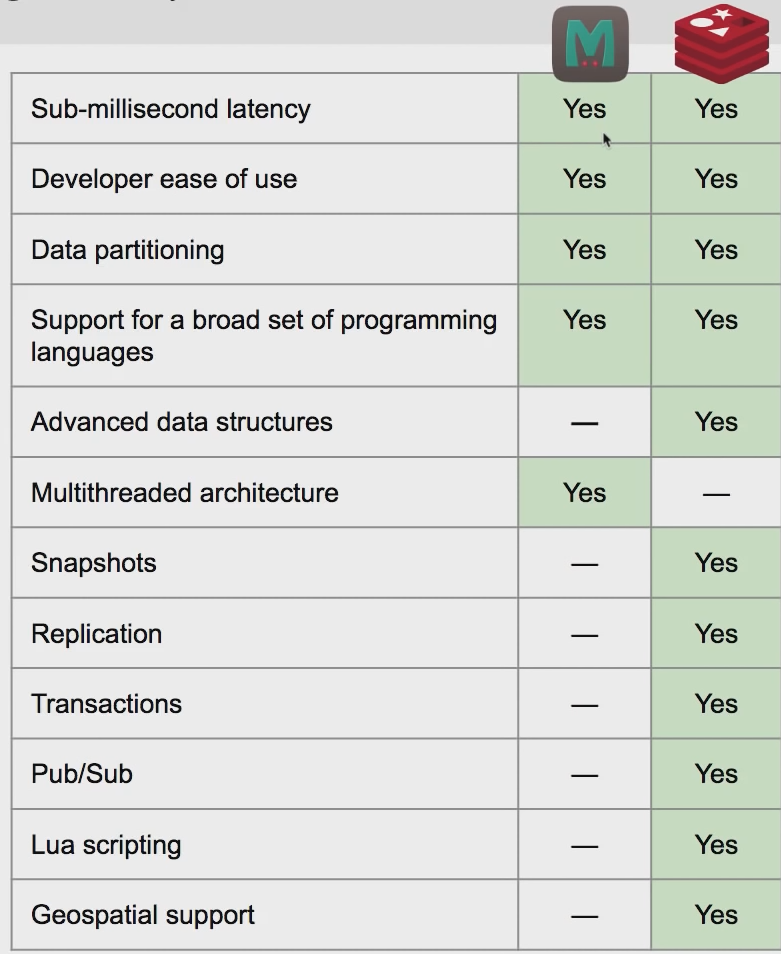 Sub-millisecond latency Yes Yes
Developer ease of use Yes Yes
Data partitioning Yes Yes
Support for a broad set of programming Yes Yes
languages
Advanced data structures — Yes
Multithreaded architecture Yes —
Snapshots — Yes
Replication — Yes
Transactions — Yes
Pub/Sub — Yes
Lua scripting — Yes
Geospatial support — Yes